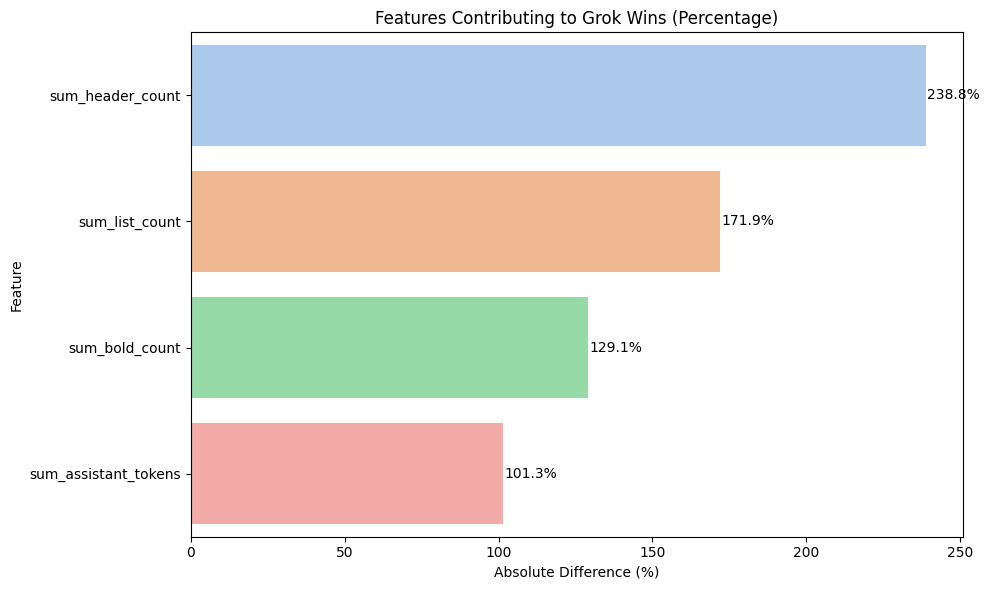 Features Contributing to Grok Wins (Percentage)
sum_header_count
238.8%
sum_list_count
171.9%
Feature
sum_bold_count
129.1%
sum_assistant_tokens
101.3%
0 50 100 150 200 250
Absolute Difference (%)